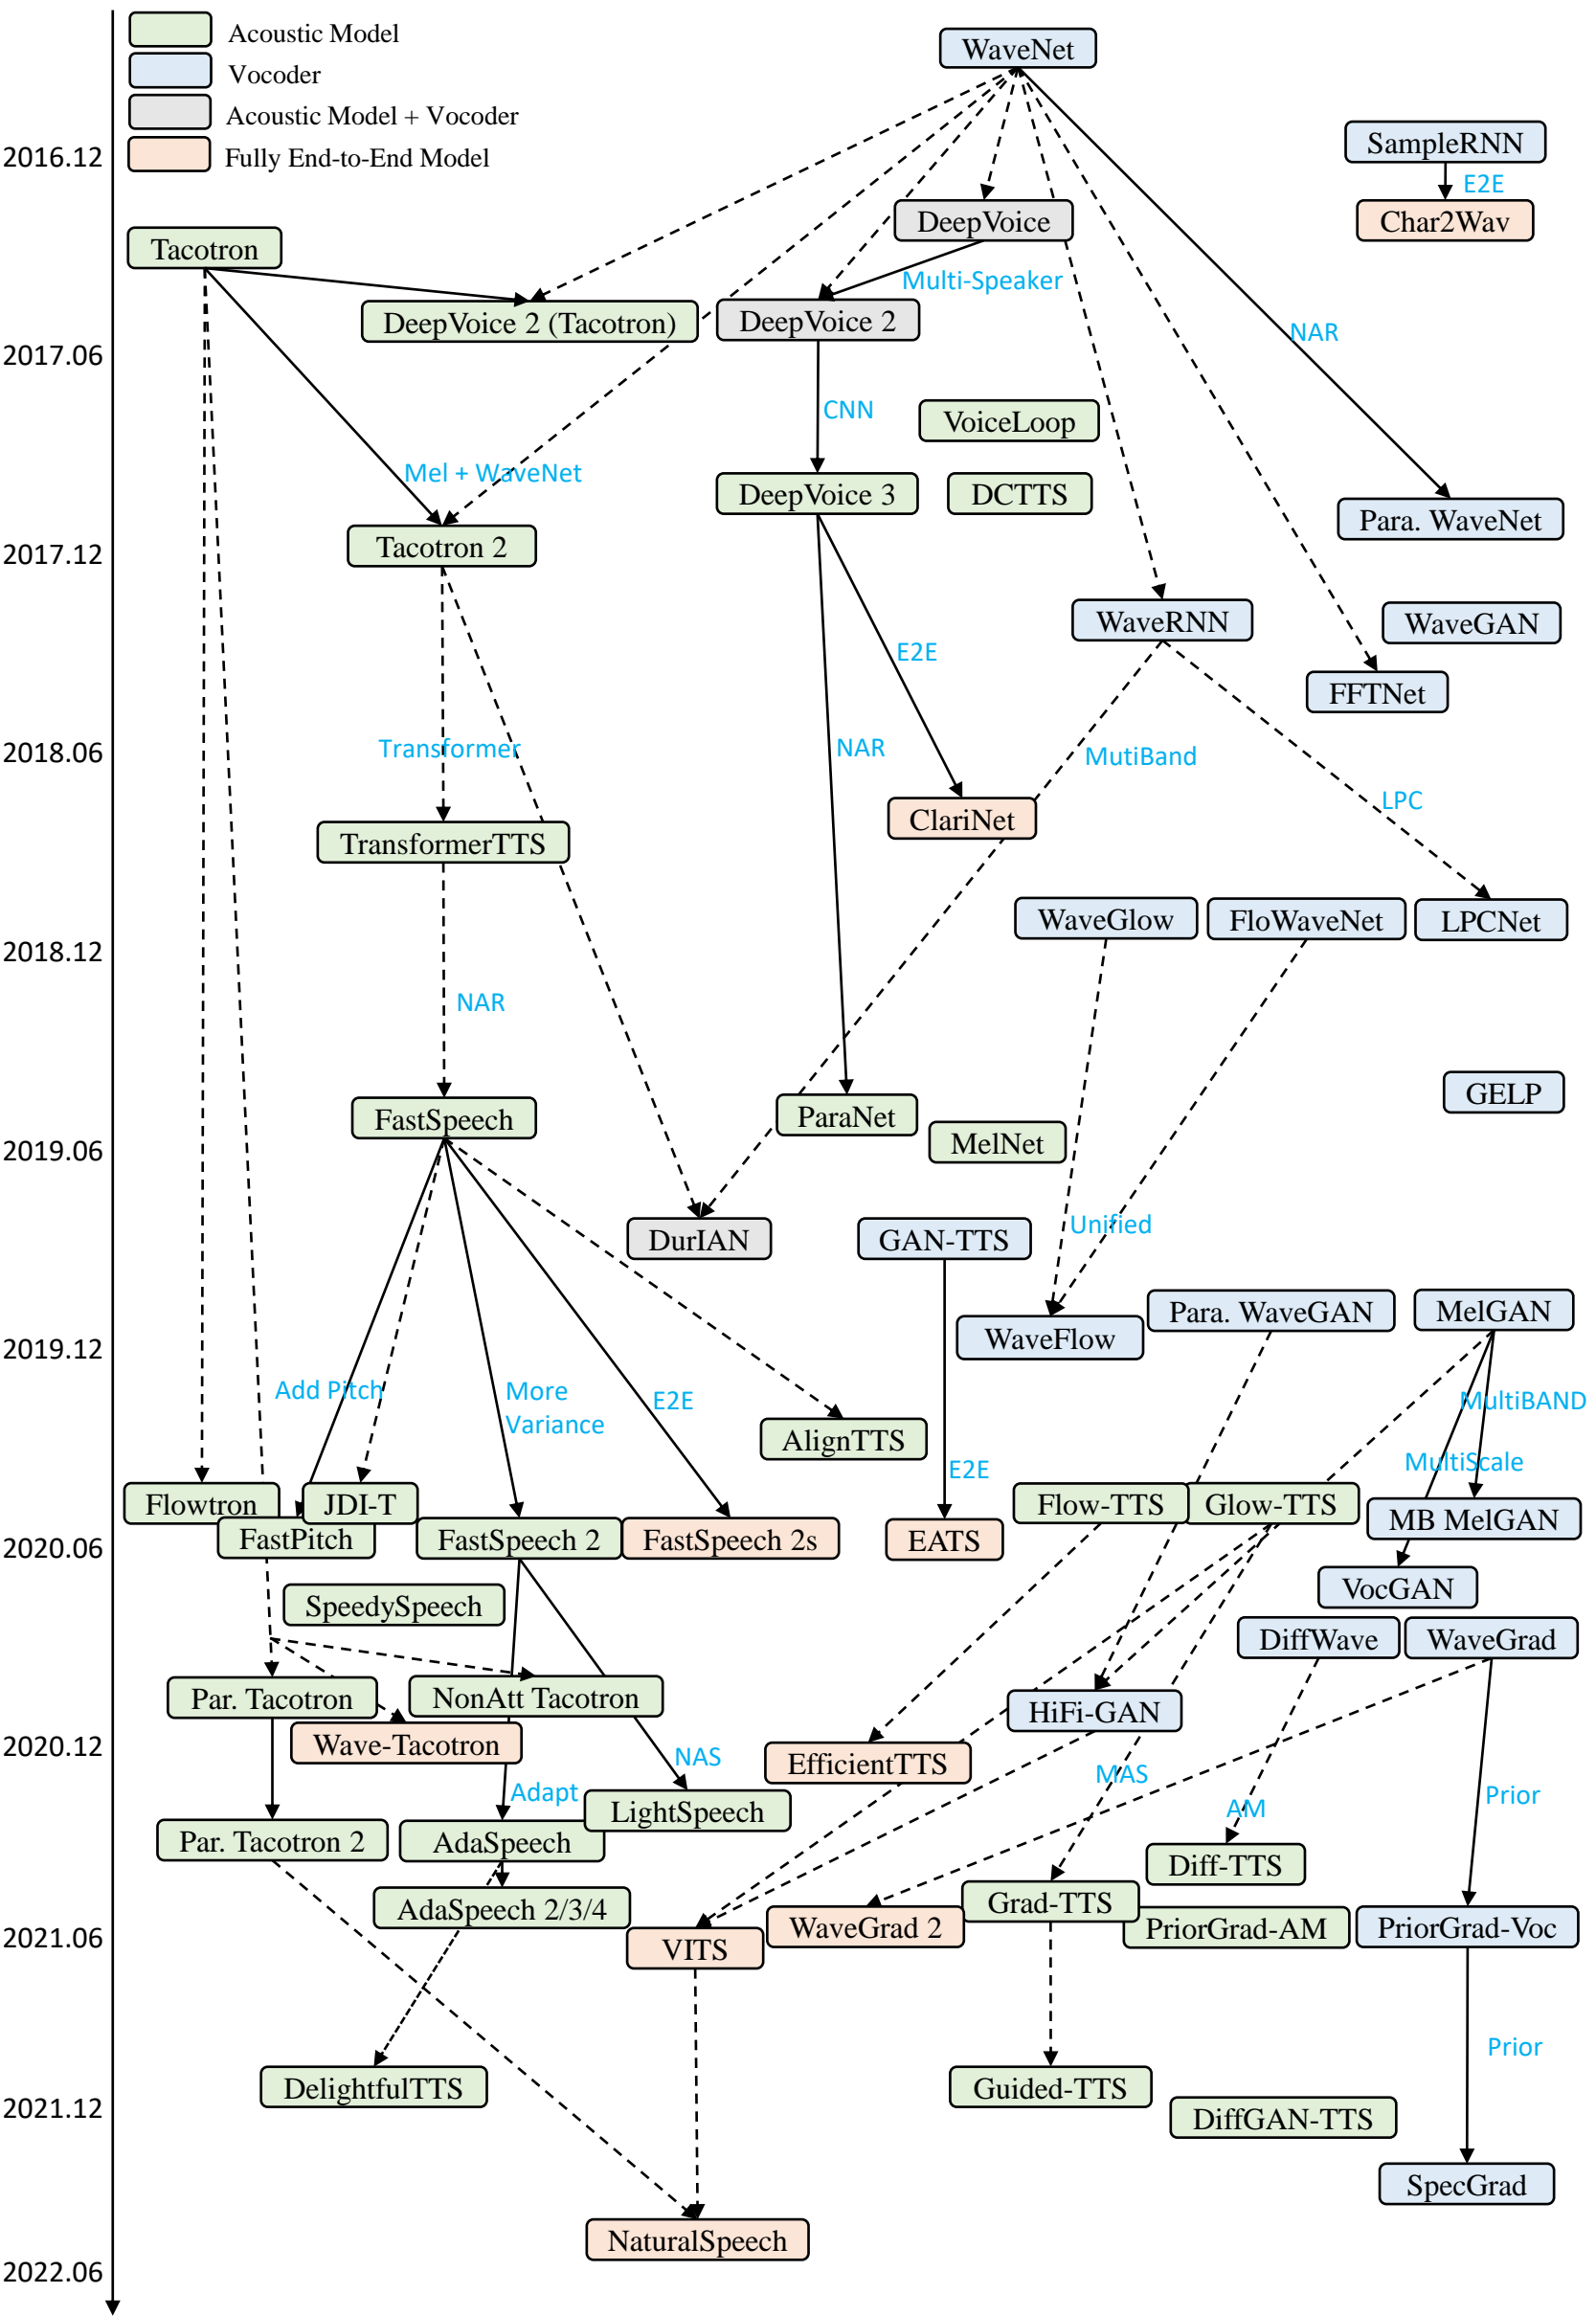 Acoustic Model
WaveNet
Vocoder
Acoustic Model + Vocoder
SampleRNN
2016.12
Fully End-to-End Model
E2E
DeepVoice
Char2Wav
Tacotron
Multi-Speaker
DeepVoice 2 (Tacotron)
DeepVoice 2
NAR
2017.06
CNN
VoiceLoop
Mel + WaveNet
DeepVoice 3
DCTTS
Para. WaveNet
Tacotron 2
2017.12
WaveRNN
WaveGAN
E2E
FFTNet
Transformer
2018.06
NAR
MutiBand
LPC
ClariNet
TransformerTTS
WaveGlow
FloWaveNet
LPCNet
2018.12
NAR
GELP
FastSpeech
ParaNet
MelNet
2019.06
Unified
DurIAN
GAN-TTS
Para. WaveGAN
MelGAN
WaveFlow
2019.12
Add Pitch
More
Variance
E2E
MultiBAND
AlignTTS
E2E
MultiScale
Flowtron
JDI-T
Flow-TTS
Glow-TTS
FastPitch
FastSpeech 2
FastSpeech 2s
EATS
MB MelGAN
2020.06
VocGAN
SpeedySpeech
DiffWave
WaveGrad
Par. Tacotron
NonAtt Tacotron
HiFi-GAN
2020.12
Wave-Tacotron
NAS
EfficientTTS
MAS
Adapt
LightSpeech
AM
Prior
Par. Tacotron 2
AdaSpeech
Diff-TTS
AdaSpeech 2/3/4
Grad-TTS
2021.06
VITS
WaveGrad 2
PriorGrad-AM
PriorGrad-Voc
Prior
DelightfulTTS
Guided-TTS
2021.12
DiffGAN-TTS
SpecGrad
NaturalSpeech
2022.06